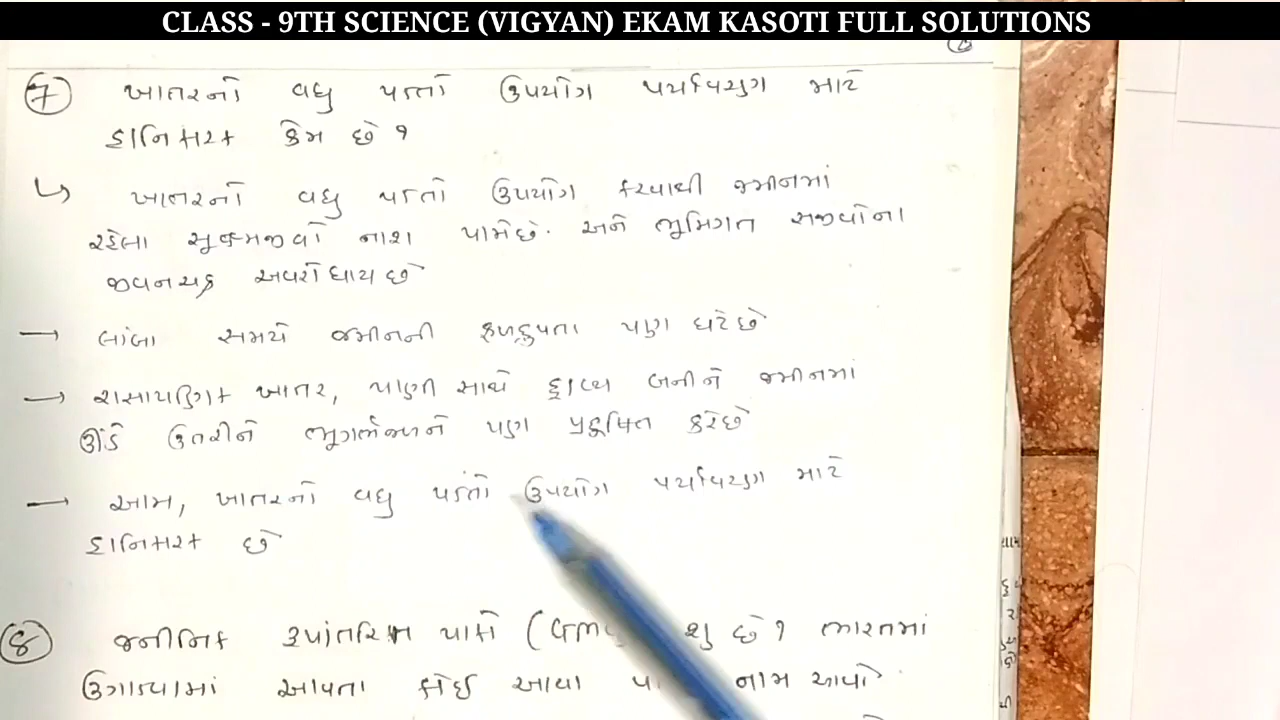 CLASS - 9TH SCIENCE (VIGYAN) EKAM KASOTI FULL SOLUTIONS
7 ખાતરનો વધુ પડતો ઉપયોગ પર્યાવરણ માટે
હાનિકારક કેમ છે ?
ખાતરનો વધુ પડતો ઉપયોગ કરવાથી જમીનમાં
રહેલા સૂક્ષ્મજીવો નાશ પામે છે. અને ભૂમિગત સજીવોના
જીવનચક્ર અવરોધાય છે
→ લાંબા સમયે જમીનની ફળદ્રુપતા પણ ઘટે છે
→ રાસાયણિક ખાતર, પાણી સાથે દ્રાવ્ય બનીને જમીનમાં
ઊંડે ઉતરીને ભૂગર્ભજળને પણ પ્રદૂષિત કરે છે
→ આમ, ખાતરનો વધુ પડતો ઉપયોગ પર્યાવરણ માટે
હાનિકારક છે
8 જનીનિક રૂપાંતરિત પાકો (GM શું છે ? ભારતમાં
ઉગાડવામાં આવતા કોઈ આવા નામ આપો